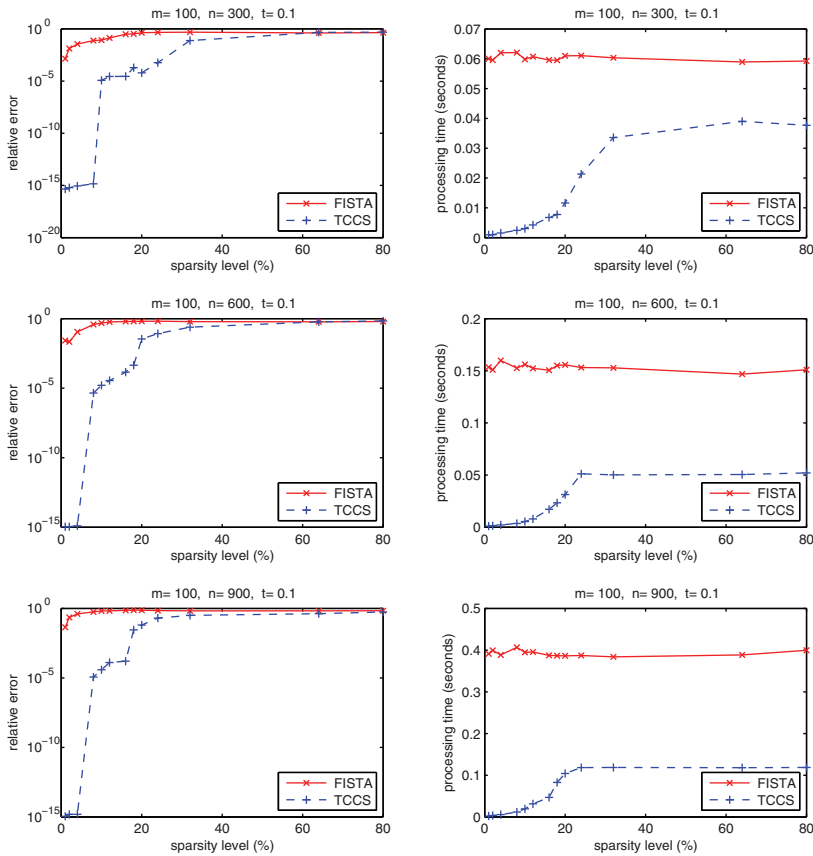 m= 100, n= 300, t= 0.1
relative error
10^0
10^-5
10^-10
10^-15
10^-20
0 20 40 60 80
sparsity level (%)
FISTA
TCCS
m= 100, n= 300, t= 0.1
processing time (seconds)
0.07
0.06
0.05
0.04
0.03
0.02
0.01
0
0 20 40 60 80
sparsity level (%)
FISTA
TCCS
m= 100, n= 600, t= 0.1
relative error
10^0
10^-5
10^-10
10^-15
0 20 40 60 80
sparsity level (%)
FISTA
TCCS
m= 100, n= 600, t= 0.1
processing time (seconds)
0.2
0.15
0.1
0.05
0
0 20 40 60 80
sparsity level (%)
FISTA
TCCS
m= 100, n= 900, t= 0.1
relative error
10^0
10^-5
10^-10
10^-15
0 20 40 60 80
sparsity level (%)
FISTA
TCCS
m= 100, n= 900, t= 0.1
processing time (seconds)
0.5
0.4
0.3
0.2
0.1
0
0 20 40 60 80
sparsity level (%)
FISTA
TCCS